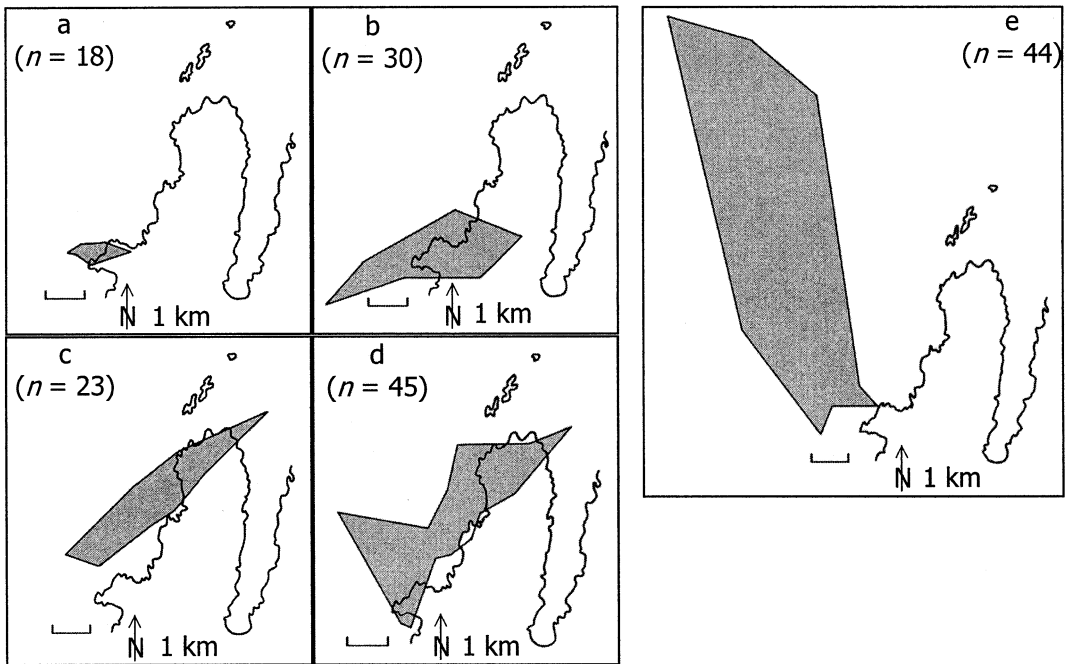 a
(n = 18)
N 1 km
b
(n = 30)
N 1 km
c
(n = 23)
N 1 km
d
(n = 45)
N 1 km
e
(n = 44)
N 1 km